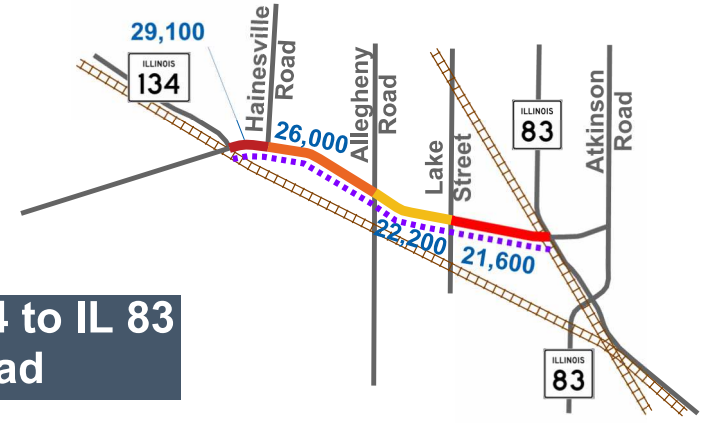 29,100
ILLINOIS
134
Hainesville
Road
26,000
Allegheny
Road
Lake
Street
ILLINOIS
83
Atkinson
Road
22,200
21,600
4 to IL 83
ad
ILLINOIS
83